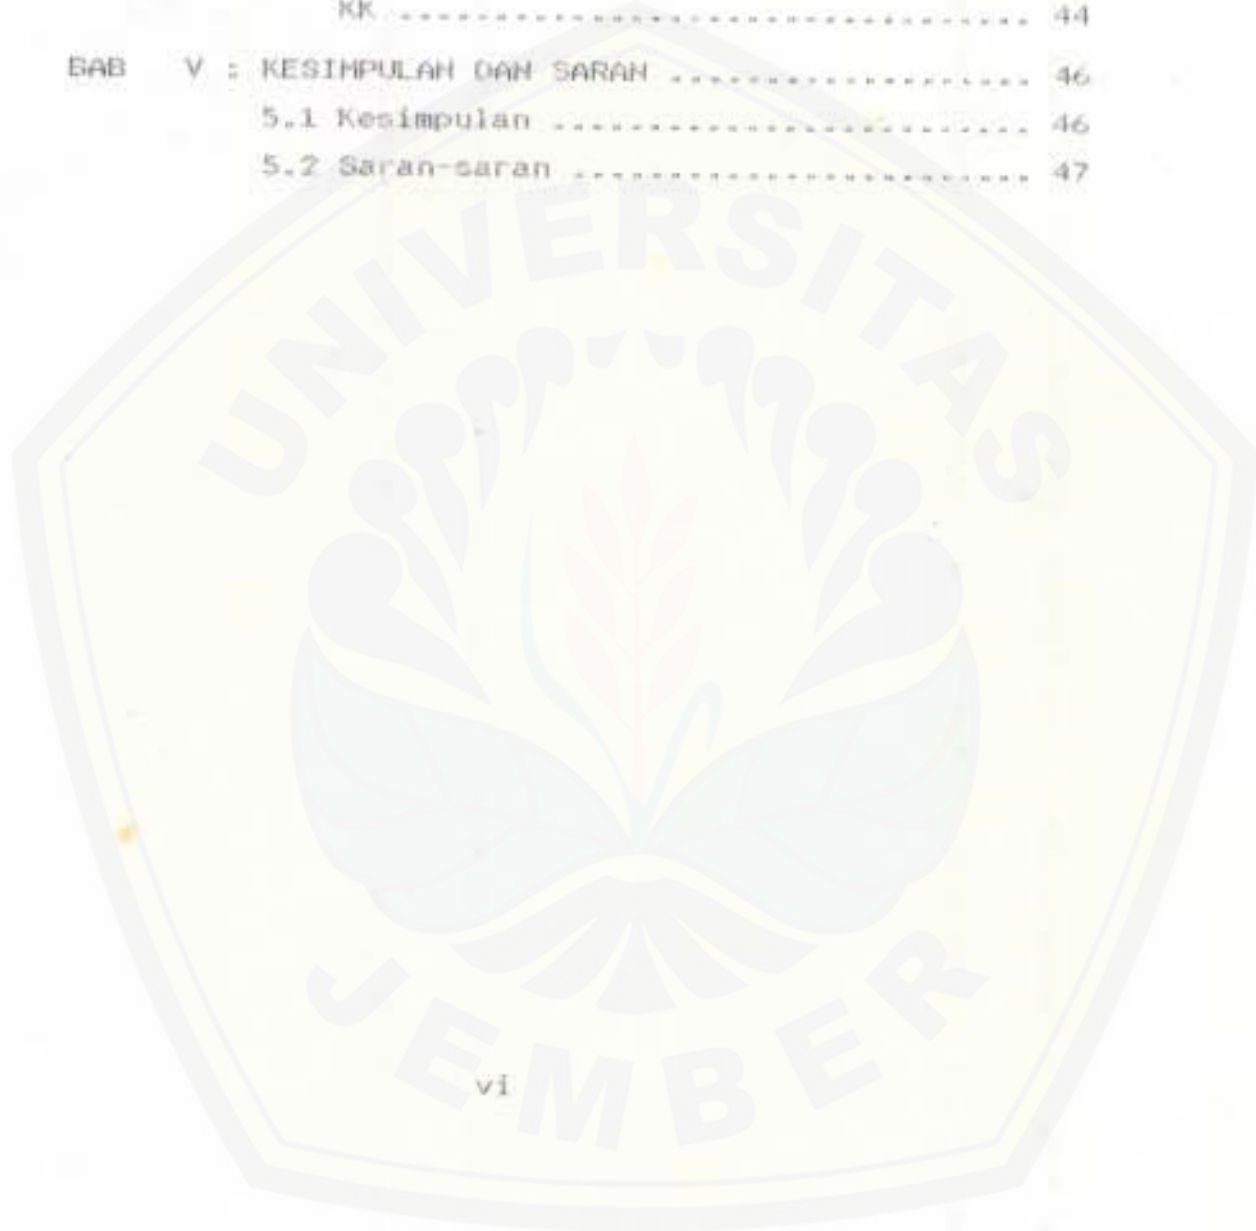 KK ........................................ 44
BAB V : KESIMPULAN DAN SARAN ...................... 46
5.1 Kesimpulan ............................. 46
5.2 Saran-saran ............................ 47
UNIVERSITAS
JEMBER
vi